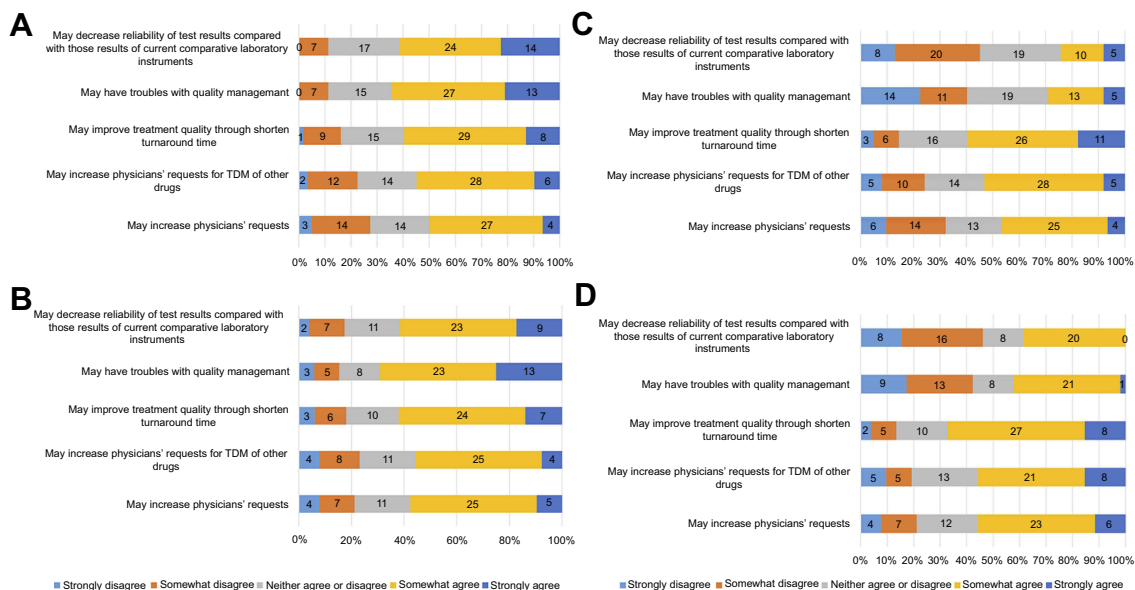 A
May decrease reliability of test results compared
with those results of current comparative laboratory
instruments
0 7 17 24 14
May have troubles with quality management
0 7 15 27 13
May improve treatment quality through shorten
turnaround time
1 9 15 29 8
May increase physicians' requests for TDM of other
drugs
2 12 14 28 6
May increase physicians' requests
3 14 14 27 4
0% 10% 20% 30% 40% 50% 60% 70% 80% 90% 100%
B
May decrease reliability of test results compared with
those results of current comparative laboratory
instruments
2 7 11 23 9
May have troubles with quality management
3 5 8 23 13
May improve treatment quality through shorten
turnaround time
3 6 10 24 7
May increase physicians' requests for TDM of other
drugs
4 8 11 25 4
May increase physicians' requests
4 7 11 25 5
0% 20% 40% 60% 80% 100%
Strongly disagree Somewhat disagree Neither agree or disagree Somewhat agree Strongly agree
C
May decrease reliability of test results compared with
those results of current comparative laboratory
instruments
8 20 19 10 5
May have troubles with quality management
14 11 19 13 5
May improve treatment quality through shorten
turnaround time
3 6 16 26 11
May increase physicians' requests for TDM of other
drugs
5 10 14 28 5
May increase physicians' requests
6 14 13 25 4
0% 10% 20% 30% 40% 50% 60% 70% 80% 90% 100%
D
May decrease reliability of test results compared with
those results of current comparative laboratory
instruments
8 16 8 20 0
May have troubles with quality management
9 13 8 21 1
May improve treatment quality through shorten
turnaround time
2 5 10 27 8
May increase physicians' requests for TDM of other
drugs
5 5 13 21 8
May increase physicians' requests
4 7 12 23 6
0% 10% 20% 30% 40% 50% 60% 70% 80% 90% 100%
Strongly disagree Somewhat disagree Neither agree or disagree Somewhat agree Strongly agree